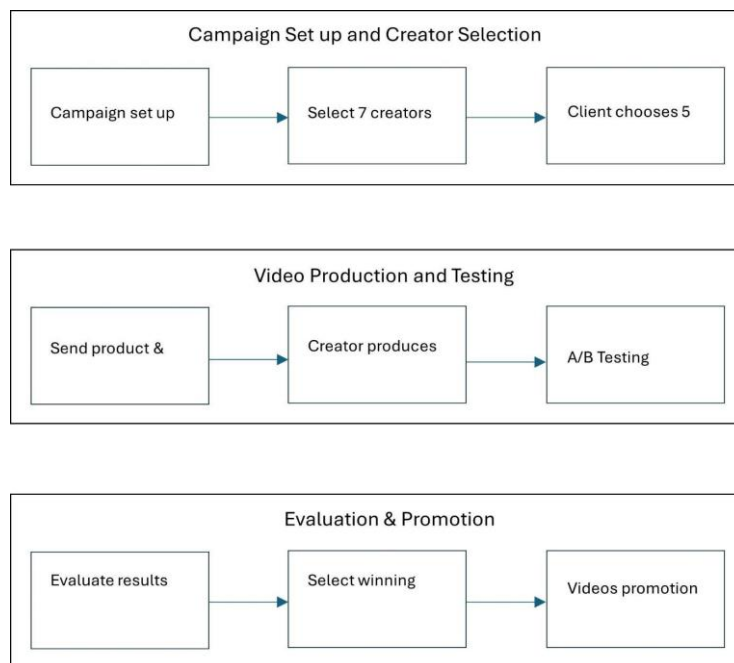 Campaign Set up and Creator Selection
Campaign set up
Select 7 creators
Client chooses 5
Video Production and Testing
Send product &
Creator produces
A/B Testing
Evaluation & Promotion
Evaluate results
Select winning
Videos promotion